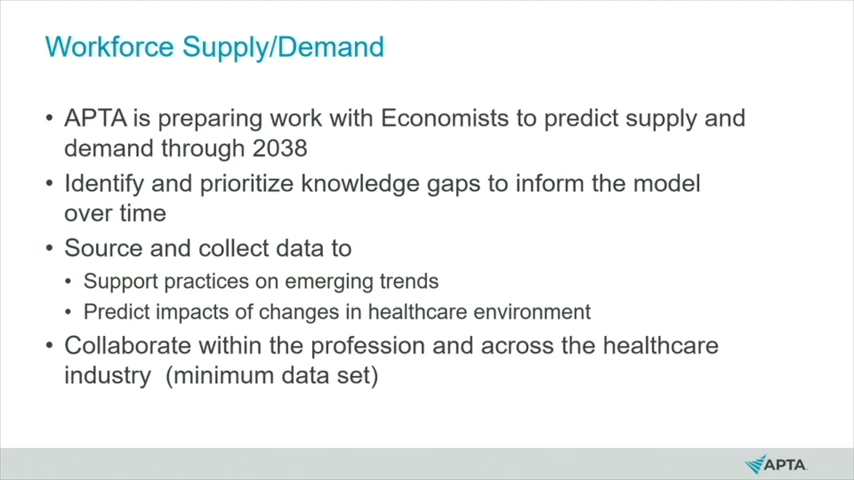 Workforce Supply/Demand
• APTA is preparing work with Economists to predict supply and
demand through 2038
• Identify and prioritize knowledge gaps to inform the model
over time
• Source and collect data to
• Support practices on emerging trends
• Predict impacts of changes in healthcare environment
• Collaborate within the profession and across the healthcare
industry  (minimum data set)
APTA